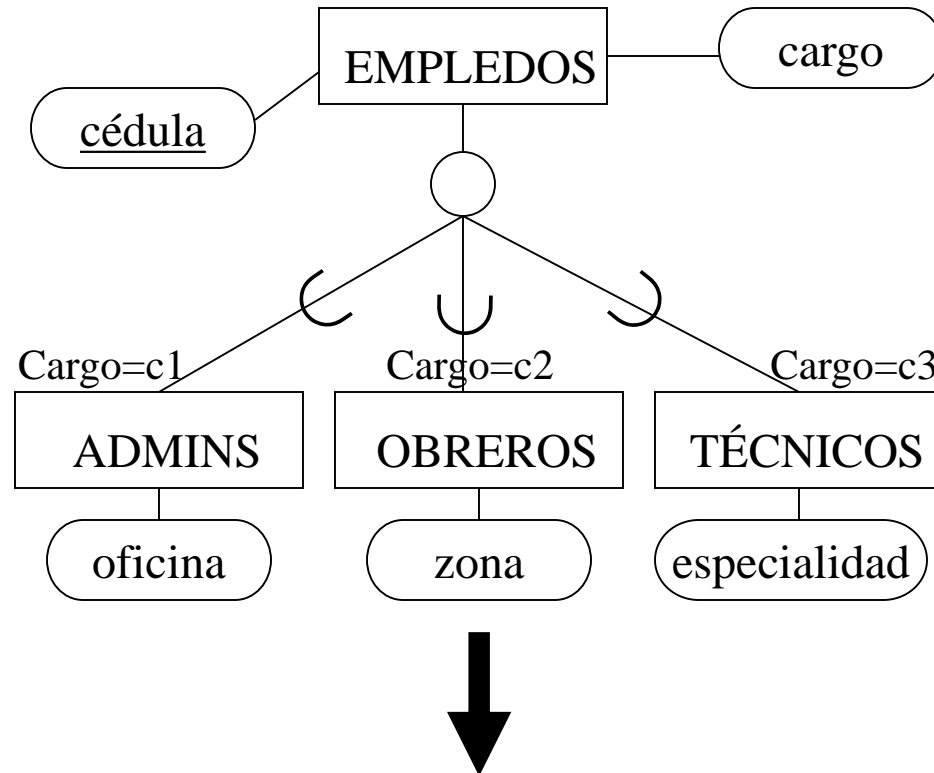 EMPLEDOS
cargo
cédula
Cargo=c1
Cargo=c2
Cargo=c3
ADMINS
OBREROS
TÉCNICOS
oficina
zona
especialidad